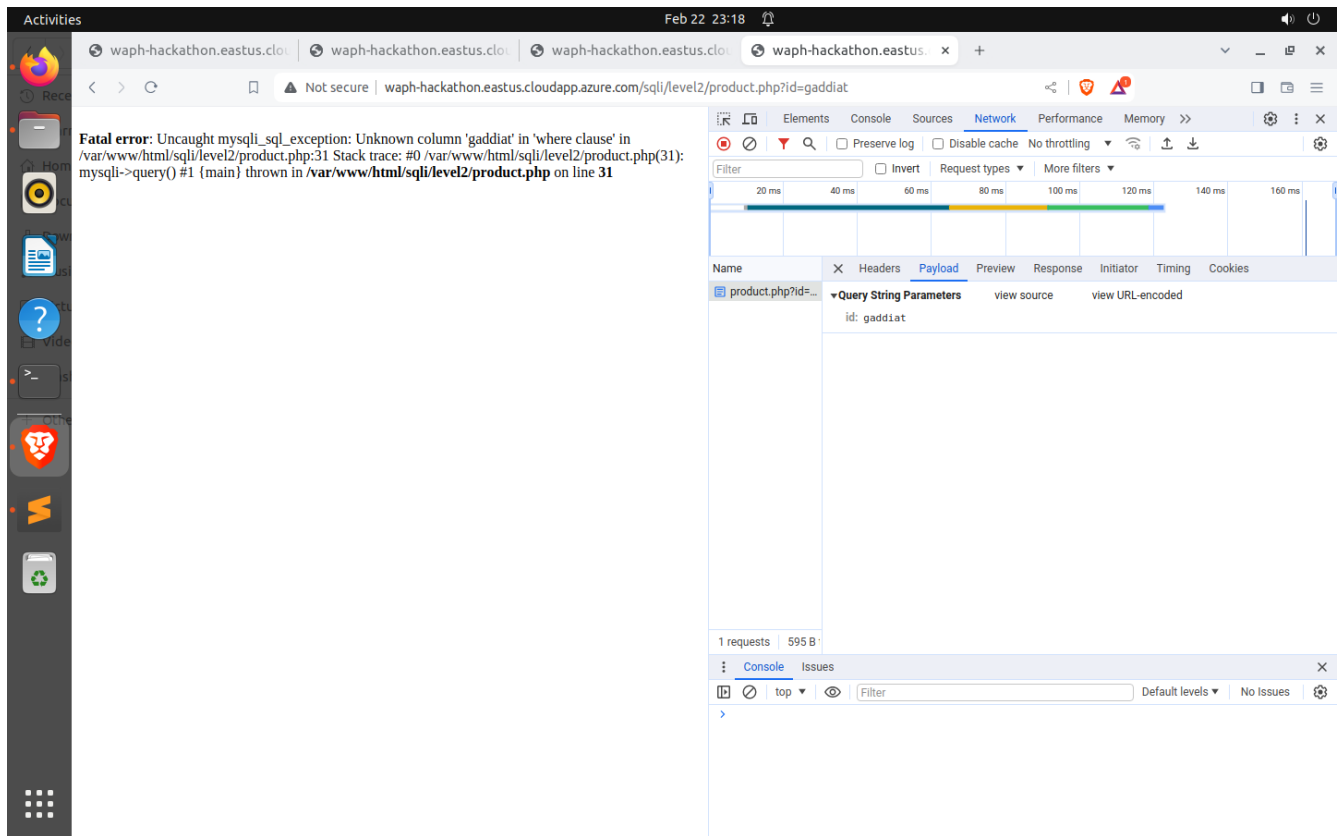 Activities
Feb 22 23:18
waph-hackathon.eastus.clou
waph-hackathon.eastus.clou
waph-hackathon.eastus.clou
waph-hackathon.eastus.
Not secure
waph-hackathon.eastus.cloudapp.azure.com/sqli/level2/product.php?id=gaddiat
Fatal error: Uncaught mysqli_sql_exception: Unknown column 'gaddiat' in 'where clause' in
/var/www/html/sqli/level2/product.php:31 Stack trace: #0 /var/www/html/sqli/level2/product.php(31):
mysqli->query() #1 {main} thrown in /var/www/html/sqli/level2/product.php on line 31
Elements Console Sources Network Performance Memory
Preserve log Disable cache No throttling
Filter Invert Request types ▼ More filters ▼
20 ms 40 ms 60 ms 80 ms 100 ms 120 ms 140 ms 160 ms
Name
Headers Payload Preview Response Initiator Timing Cookies
product.php?id=...
Query String Parameters view source view URL-encoded
id: gaddiat
1 requests 595 B
Console Issues
top ▼ Filter Default levels ▼ No Issues
>